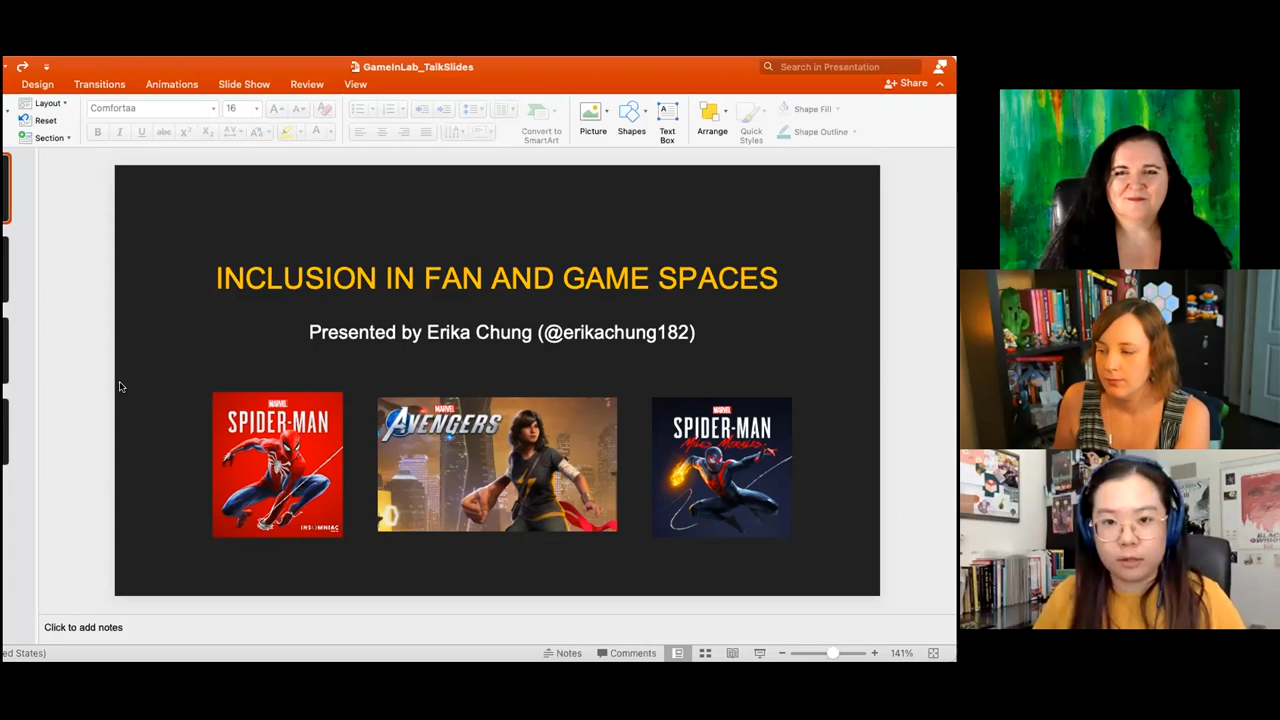 GameInLab_TalkSlides
Search in Presentation
Design
Transitions
Animations
Slide Show
Review
View
Share
Layout
Reset
Section
Comfortaa
16
Convert to
SmartArt
Picture
Shapes
Text
Box
Arrange
Quick
Styles
Shape Fill
Shape Outline
INCLUSION IN FAN AND GAME SPACES
Presented by Erika Chung (@erikachung182)
MARVEL
SPIDER-MAN
INSOMNIAC
MARVEL
AVENGERS
MARVEL
SPIDER-MAN
MILES MORALES
Click to add notes
ed States)
Notes
Comments
141%